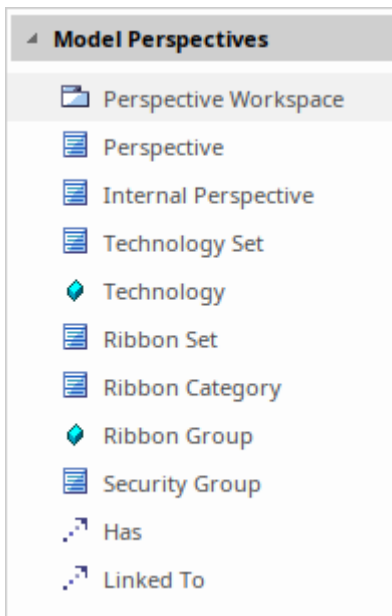 Model Perspectives
Perspective Workspace
Perspective
Internal Perspective
Technology Set
Technology
Ribbon Set
Ribbon Category
Ribbon Group
Security Group
Has
Linked To